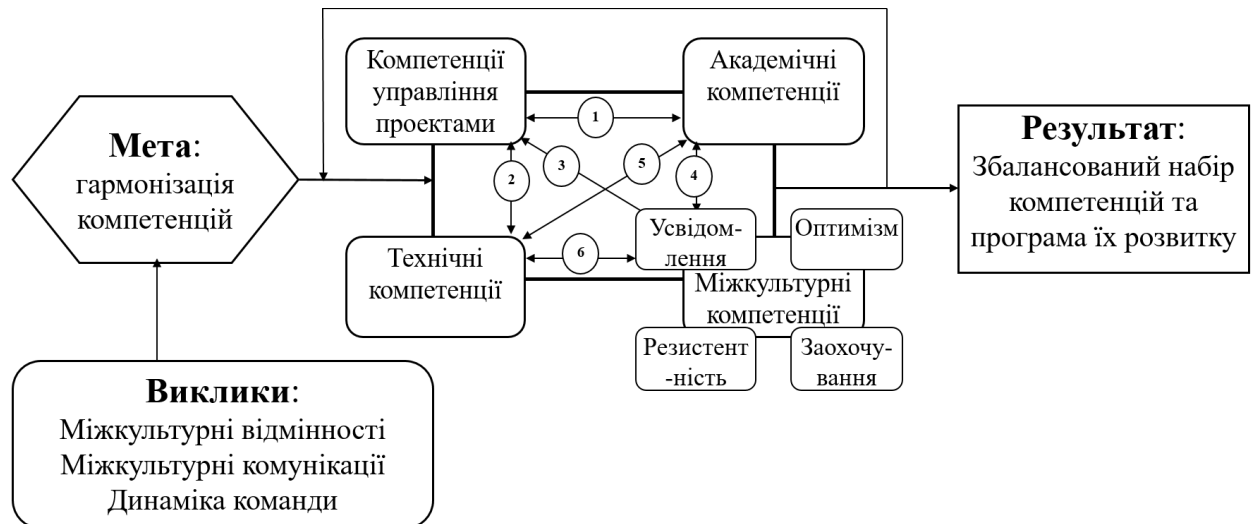 Компетенції
управління
проектами
Академічні
компетенції
Мета:
гармонізація
компетенцій
1
2
3
5
4
6
Результат:
Збалансований набір
компетенцій та
програма їх розвитку
Технічні
компетенції
Усвідом-
лення
Оптимізм
Міжкультурні
компетенції
Резистент
-ність
Заохочу-
вання
Виклики:
Міжкультурні відмінності
Міжкультурні комунікації
Динаміка команди